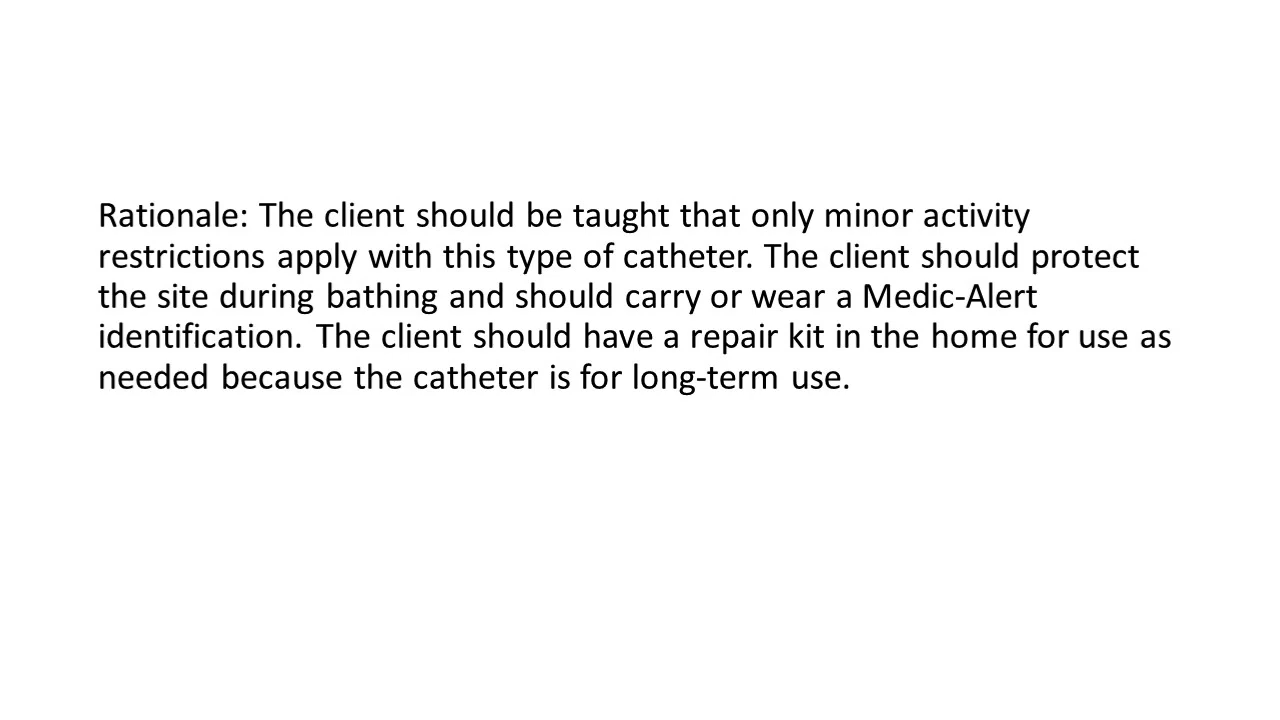 Rationale: The client should be taught that only minor activity
restrictions apply with this type of catheter. The client should protect
the site during bathing and should carry or wear a Medic-Alert
identification. The client should have a repair kit in the home for use as
needed because the catheter is for long-term use.